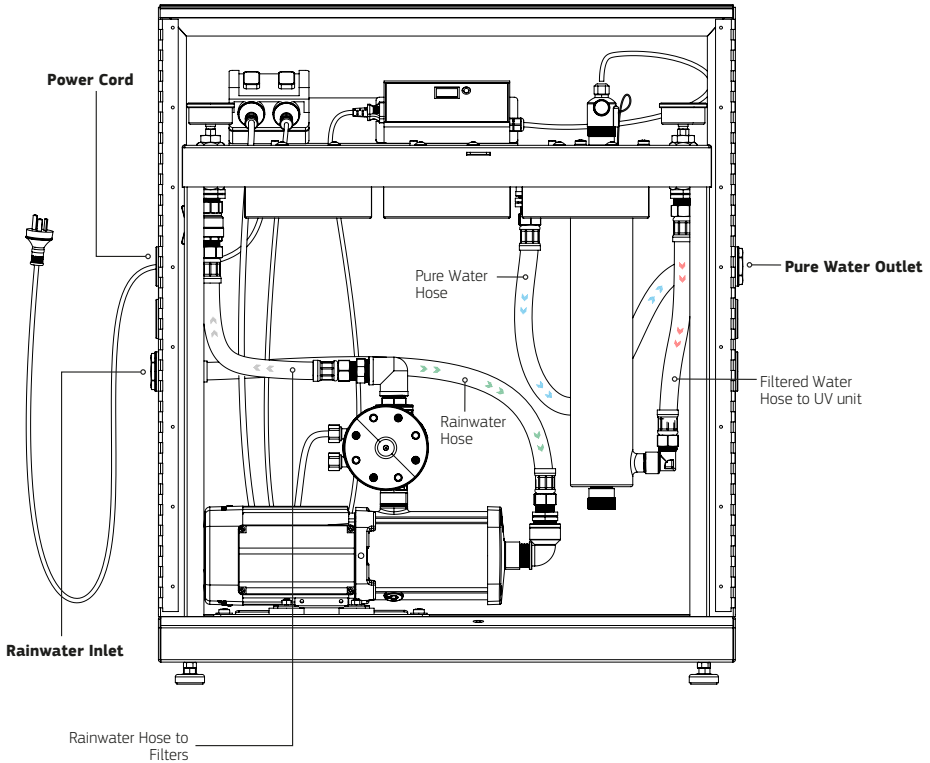 Power Cord
Pure Water Outlet
Pure Water
Hose
Filtered Water
Hose to UV unit
Rainwater
Hose
Rainwater Inlet
Rainwater Hose to
Filters